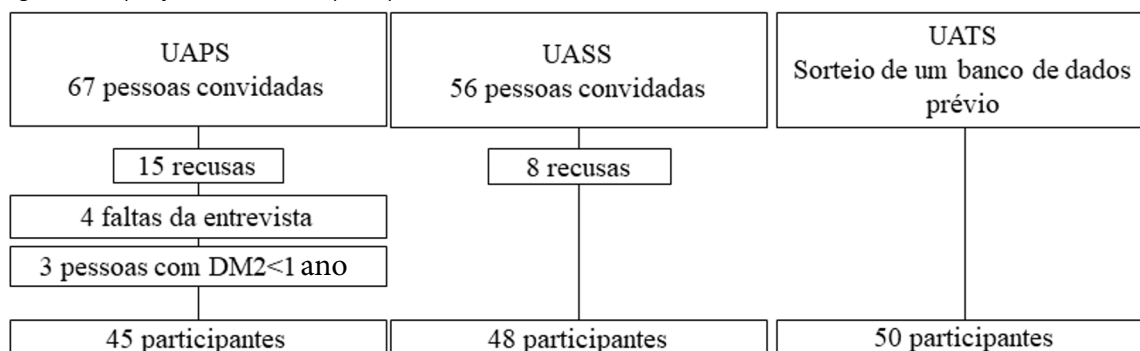 UAPS
67 pessoas convidadas
UASS
56 pessoas convidadas
UATS
Sorteio de um banco de dados
prévio
15 recusas
8 recusas
4 faltas da entrevista
3 pessoas com DM2<1 ano
45 participantes
48 participantes
50 participantes